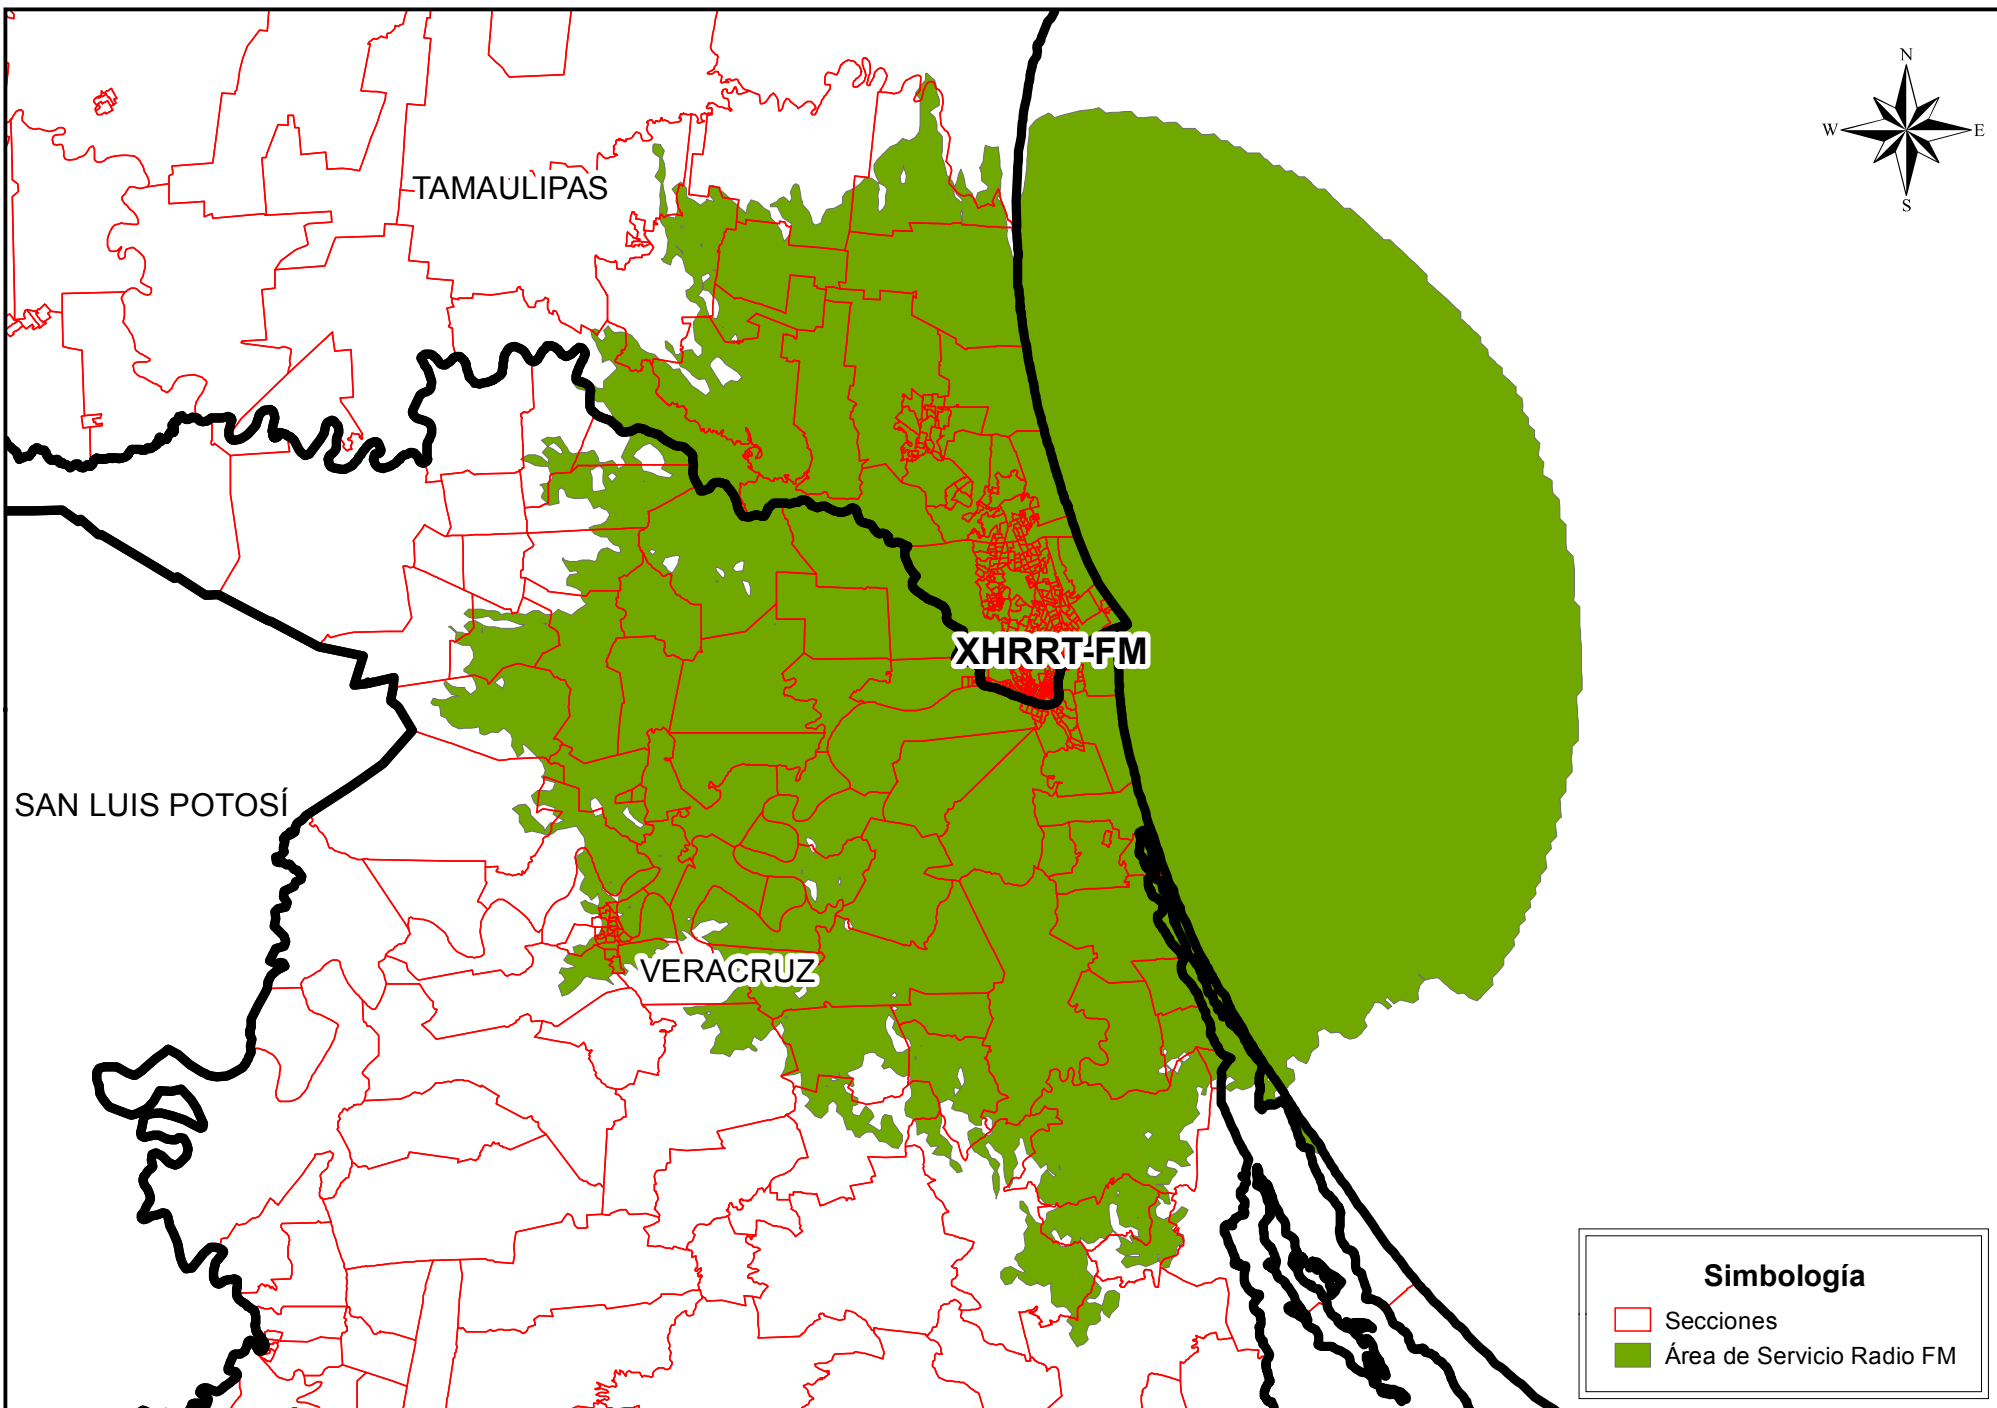 N
W E
S
TAMAULIPAS
XHRRT-FM
SAN LUIS POTOSÍ
VERACRUZ
Simbología
Secciones
Área de Servicio Radio FM